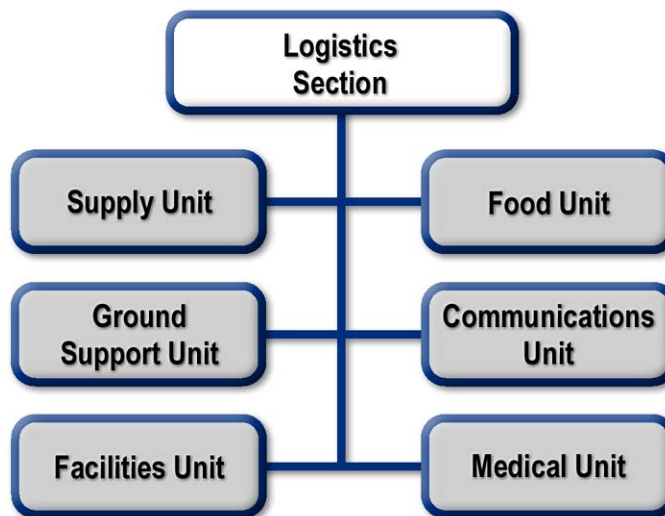 Logistics
Section
Supply Unit
Food Unit
Ground
Support Unit
Communications
Unit
Facilities Unit
Medical Unit